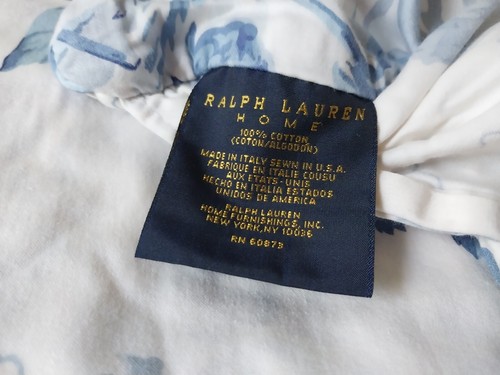 RALPH LAUREN
HOME
100% COTTON
(COTON/ALGODON)
MADE IN ITALY SEWN IN U.S.A.
FABRIQUE EN ITALIE COUSU
AUX ETATS-UNIS
HECHO EN ITALIA ESTADOS
UNIDOS DE AMERICA
RALPH LAUREN
HOME FURNISHINGS, INC.
NEW YORK, NY 10036
RN 60873